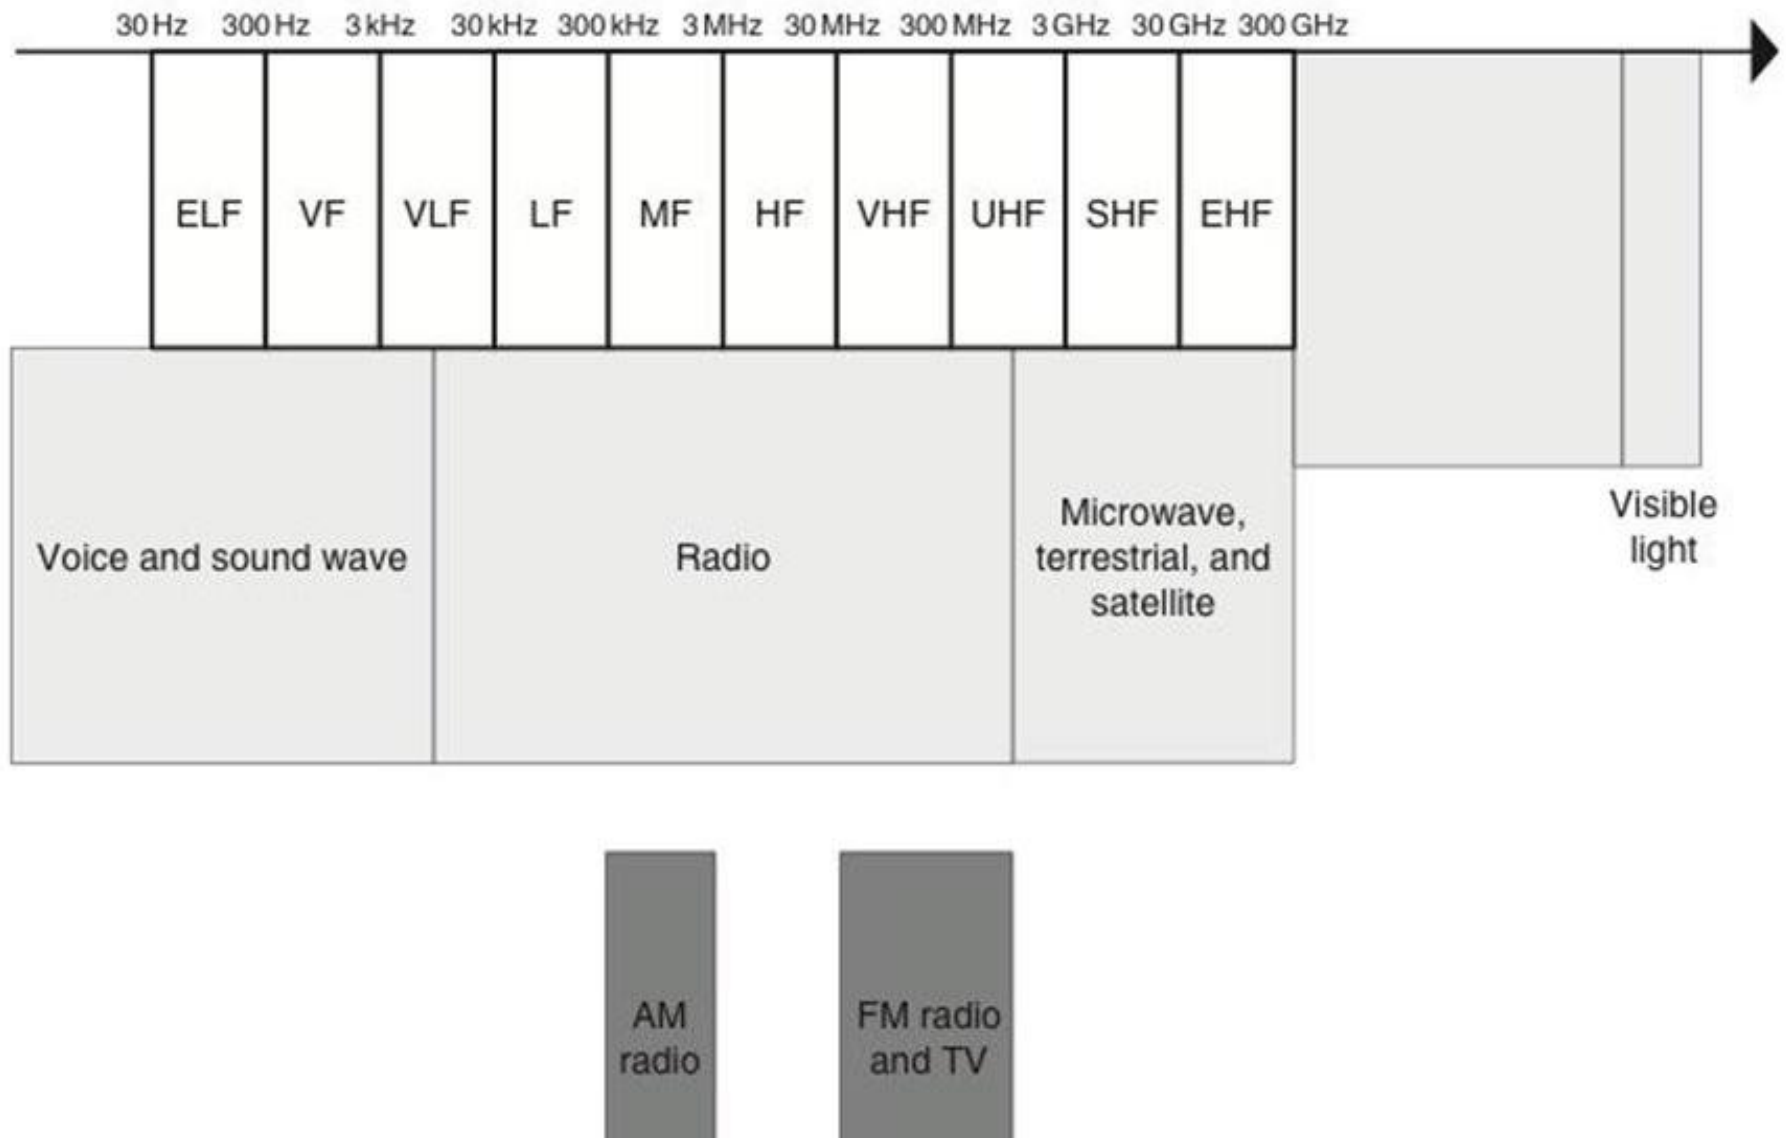 30 Hz 300 Hz 3 kHz 30 kHz 300 kHz 3 MHz 30 MHz 300 MHz 3 GHz 30 GHz 300 GHz
ELF VF VLF LF MF HF VHF UHF SHF EHF
Voice and sound wave
Radio
Microwave,
terrestrial, and
satellite
Visible
light
AM
radio
FM radio
and TV